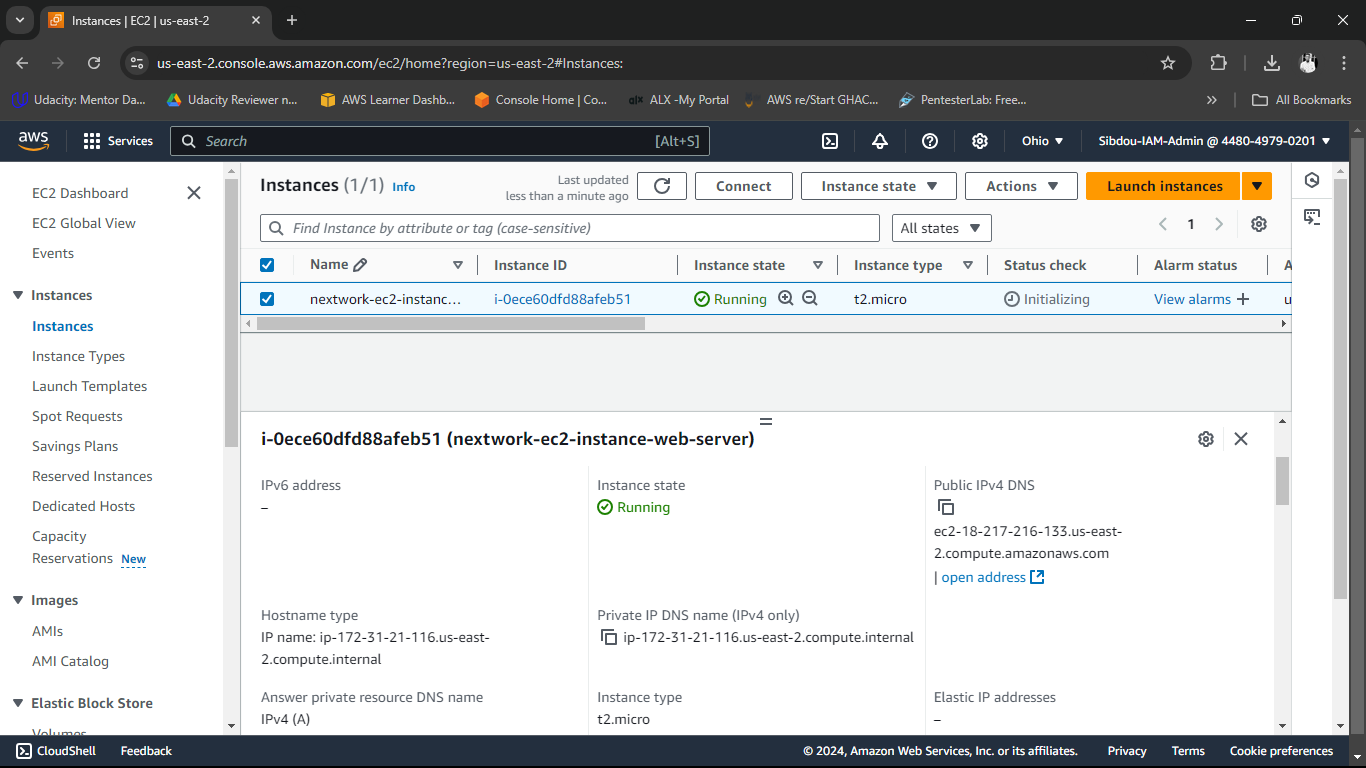 Instances | EC2 | us-east-2
us-east-2.console.aws.amazon.com/ec2/home?region=us-east-2#Instances:
Udacity: Mentor Da...
Udacity Reviewer n...
AWS Learner Dashb...
Console Home | Co...
alx ALX -My Portal
AWS re/Start GHAC...
PentesterLab: Free...
»
All Bookmarks
aws
Services
Search
[Alt+S]
Ohio
Sibdou-IAM-Admin @ 4480-4979-0201
EC2 Dashboard
EC2 Global View
Events
Instances
Instances
Instance Types
Launch Templates
Spot Requests
Savings Plans
Reserved Instances
Dedicated Hosts
Capacity
Reservations New
Images
AMIs
AMI Catalog
Elastic Block Store
Volumes
Instances (1/1) Info
Last updated
less than a minute ago
Connect
Instance state
Actions
Launch instances
Find Instance by attribute or tag (case-sensitive)
All states
1
Name
Instance ID
Instance state
Instance type
Status check
Alarm status
A
nextwork-ec2-instanc...
i-0ece60dfd88afeb51
Running
t2.micro
Initializing
View alarms +
u
i-0ece60dfd88afeb51 (nextwork-ec2-instance-web-server)
IPv6 address
–
Instance state
Running
Public IPv4 DNS
ec2-18-217-216-133.us-east-
2.compute.amazonaws.com
| open address
Hostname type
IP name: ip-172-31-21-116.us-east-
2.compute.internal
Private IP DNS name (IPv4 only)
ip-172-31-21-116.us-east-2.compute.internal
Answer private resource DNS name
IPv4 (A)
Instance type
t2.micro
Elastic IP addresses
–
CloudShell
Feedback
© 2024, Amazon Web Services, Inc. or its affiliates.
Privacy
Terms
Cookie preferences